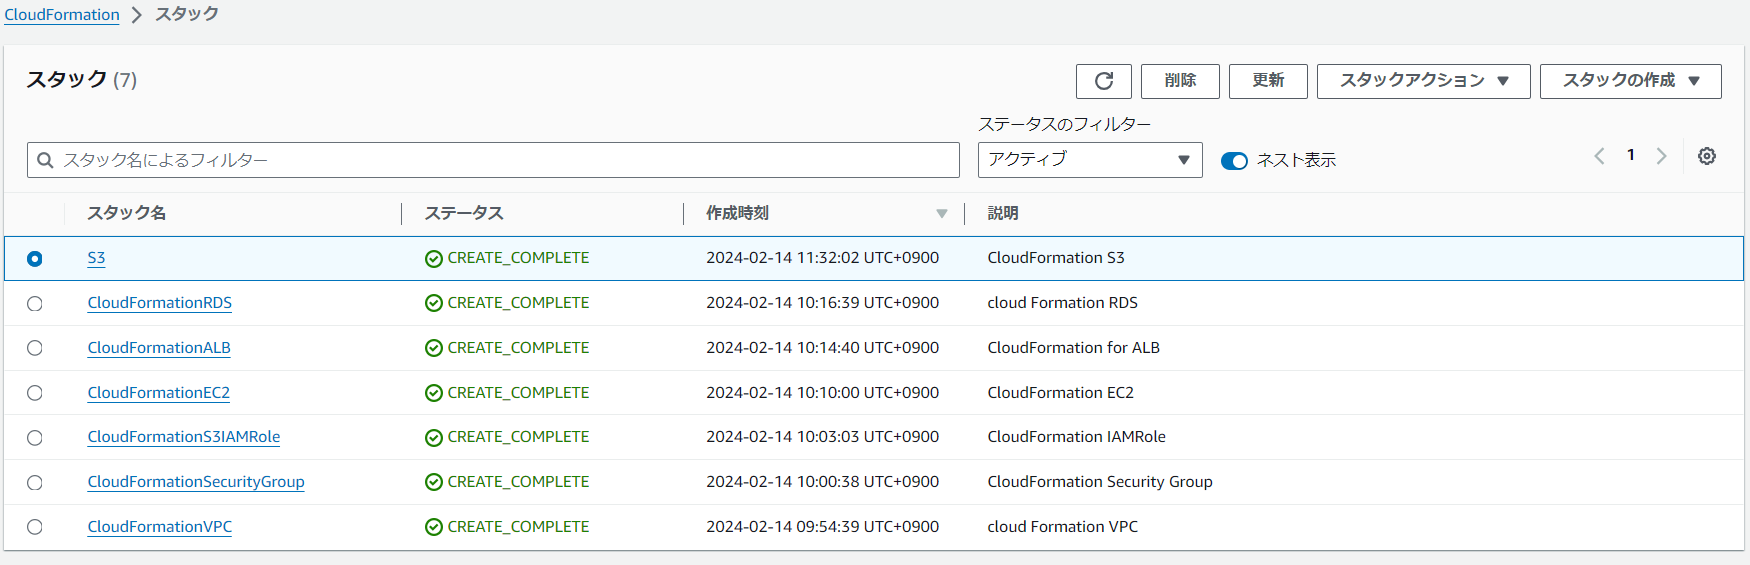 CloudFormation > スタック
スタック (7)
削除 更新 スタックアクション スタックの作成
ステータスのフィルター
スタック名によるフィルター アクティブ ネスト表示 1
スタック名 ステータス 作成時刻 説明
S3 CREATE_COMPLETE 2024-02-14 11:32:02 UTC+0900 CloudFormation S3
CloudFormationRDS CREATE_COMPLETE 2024-02-14 10:16:39 UTC+0900 cloud Formation RDS
CloudFormationALB CREATE_COMPLETE 2024-02-14 10:14:40 UTC+0900 CloudFormation for ALB
CloudFormationEC2 CREATE_COMPLETE 2024-02-14 10:10:00 UTC+0900 CloudFormation EC2
CloudFormationS3IAMRole CREATE_COMPLETE 2024-02-14 10:03:03 UTC+0900 CloudFormation IAMRole
CloudFormationSecurityGroup CREATE_COMPLETE 2024-02-14 10:00:38 UTC+0900 CloudFormation Security Group
CloudFormationVPC CREATE_COMPLETE 2024-02-14 09:54:39 UTC+0900 cloud Formation VPC